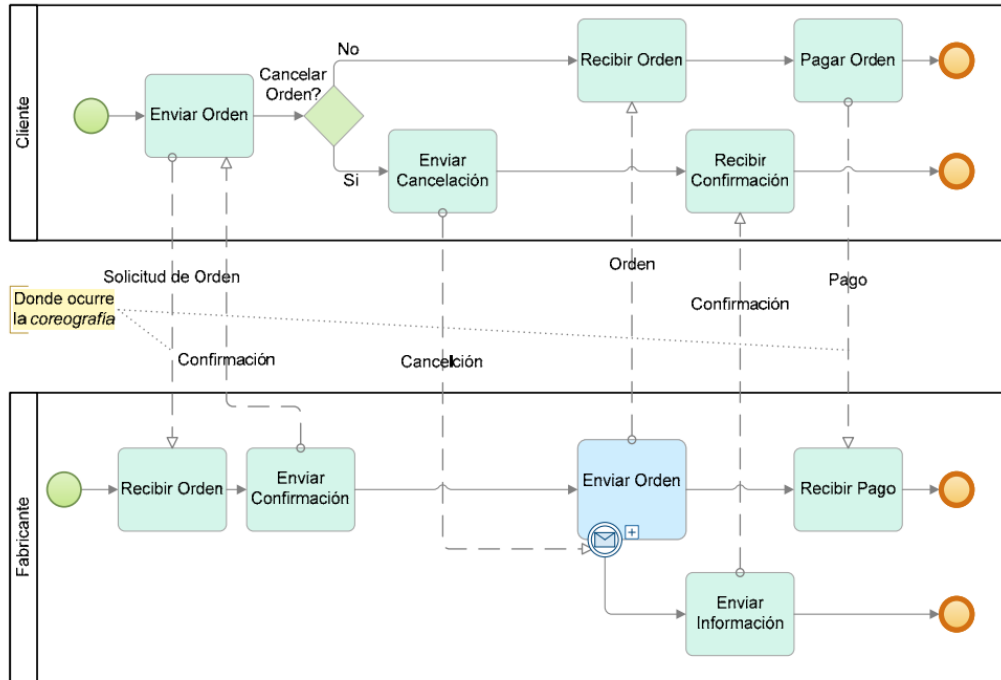 Cliente
No
Cancelar
Orden?
Enviar Orden
Recibir Orden
Pagar Orden
Si
Enviar
Cancelación
Recibir
Confirmación
Solicitud de Orden
Orden
Pago
Donde ocurre
la coreografía
Confirmación
Confirmación
Cancelción
Fabricante
Recibir Orden
Enviar
Confirmación
Enviar Orden
Recibir Pago
Enviar
Información